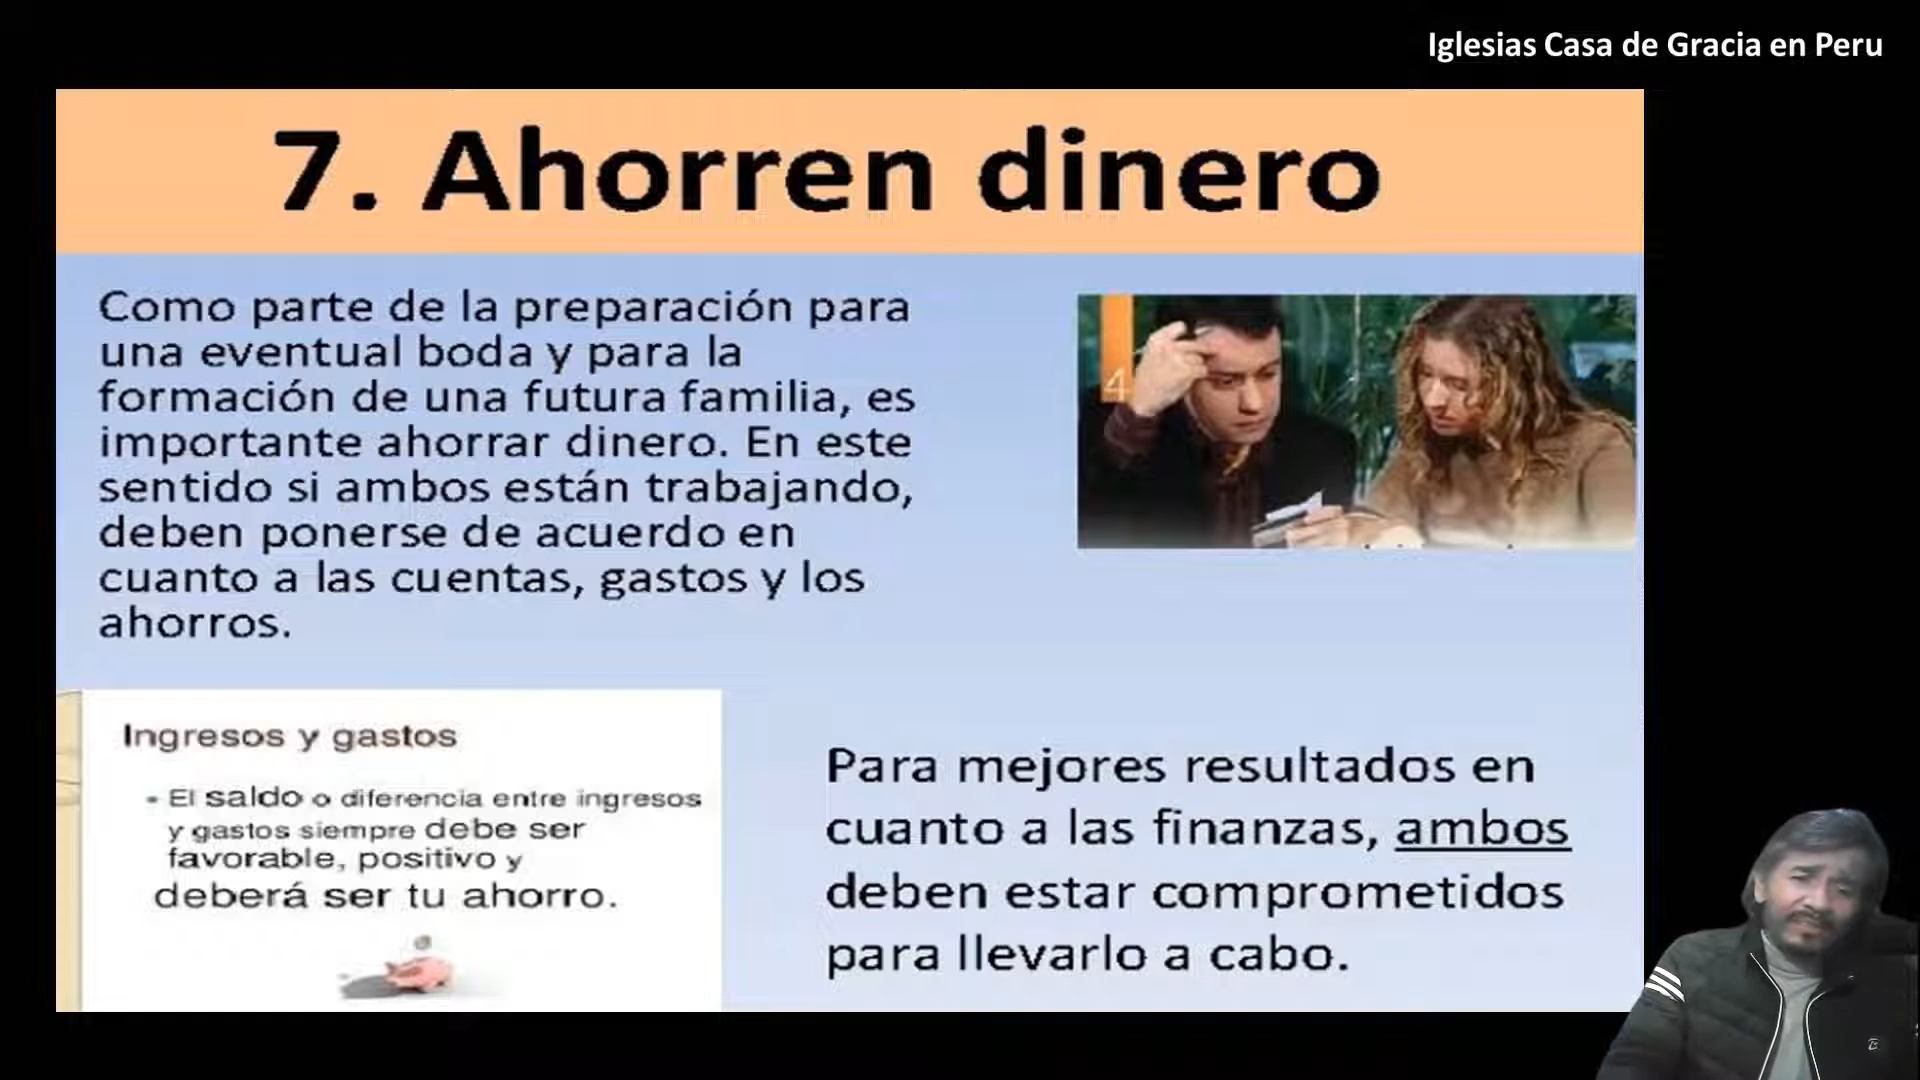 Iglesias Casa de Gracia en Peru
7. Ahorren dinero
Como parte de la preparación para
una eventual boda y para la
formación de una futura familia, es
importante ahorrar dinero. En este
sentido si ambos están trabajando,
deben ponerse de acuerdo en
cuanto a las cuentas, gastos y los
ahorros.
4
Ingresos y gastos
- El saldo o diferencia entre ingresos
y gastos siempre debe ser
favorable, positivo y
deberá ser tu ahorro.
Para mejores resultados en
cuanto a las finanzas, ambos
deben estar comprometidos
para llevarlo a cabo.